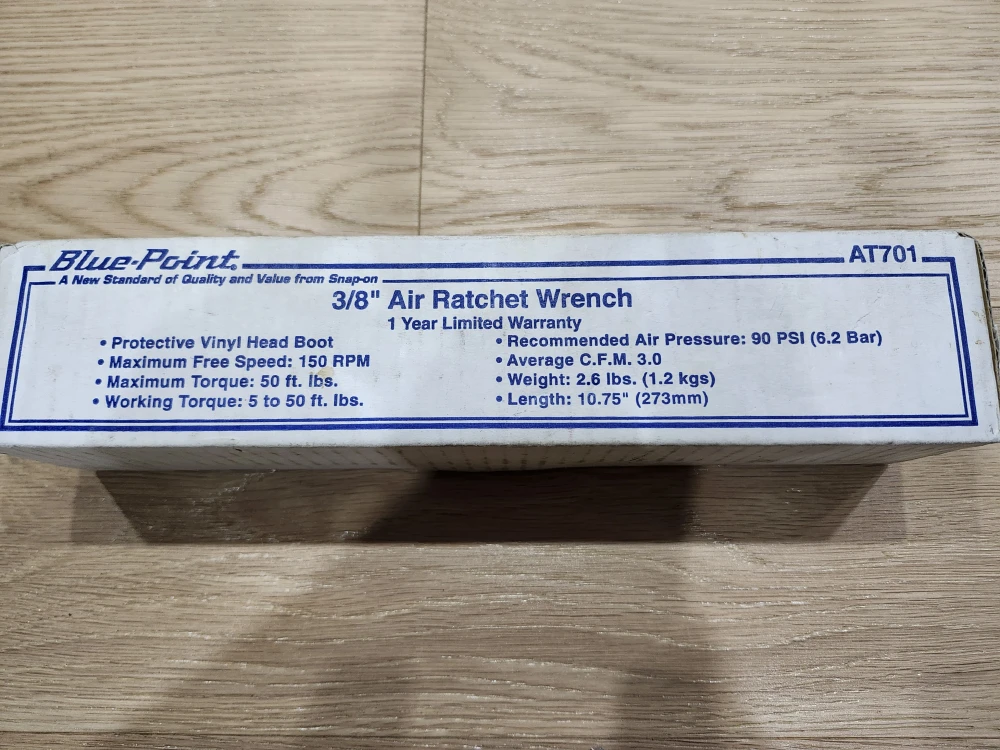 Blue-Point.
AT701
A New Standard of Quality and Value from Snap-on
3/8" Air Ratchet Wrench
1 Year Limited Warranty
• Protective Vinyl Head Boot
• Maximum Free Speed: 150 RPM
• Maximum Torque: 50 ft. lbs.
• Working Torque: 5 to 50 ft. lbs.
• Recommended Air Pressure: 90 PSI (6.2 Bar)
• Average C.F.M. 3.0
• Weight: 2.6 lbs. (1.2 kgs)
• Length: 10.75" (273mm)